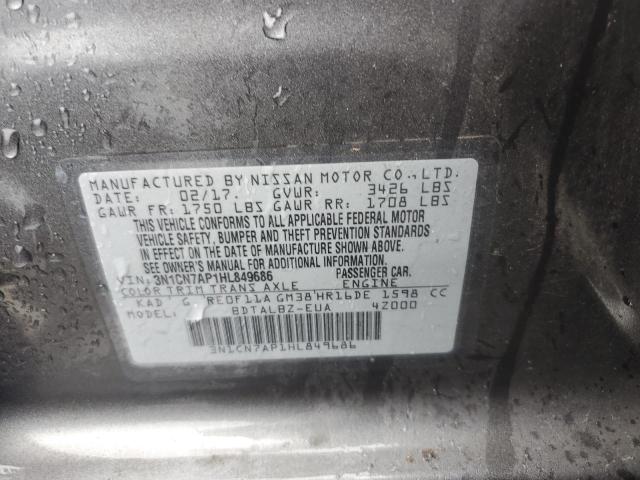 MANUFACTURED BY NISSAN MOTOR CO.,LTD.
DATE: 02/17 GVWR: 3426 LBS
GAWR FR: 1750 LBS GAWR RR: 1708 LBS
THIS VEHICLE CONFORMS TO ALL APPLICABLE FEDERAL MOTOR
VEHICLE SAFETY, BUMPER AND THEFT PREVENTION STANDARDS
IN EFFECT ON THE DATE OF MANUFACTURE SHOWN ABOVE.
SEE OWNER'S MANUAL FOR ADDITIONAL INFORMATION.
VIN: 3N1CN7AP1HL849686 PASSENGER CAR.
COLOR TRIM TRANS AXLE ENGINE
KAD G RE0F11A GM38 HR16DE 1598 CC
BDTALBZ-EUA 4Z000
3N1CN7AP1HL849686